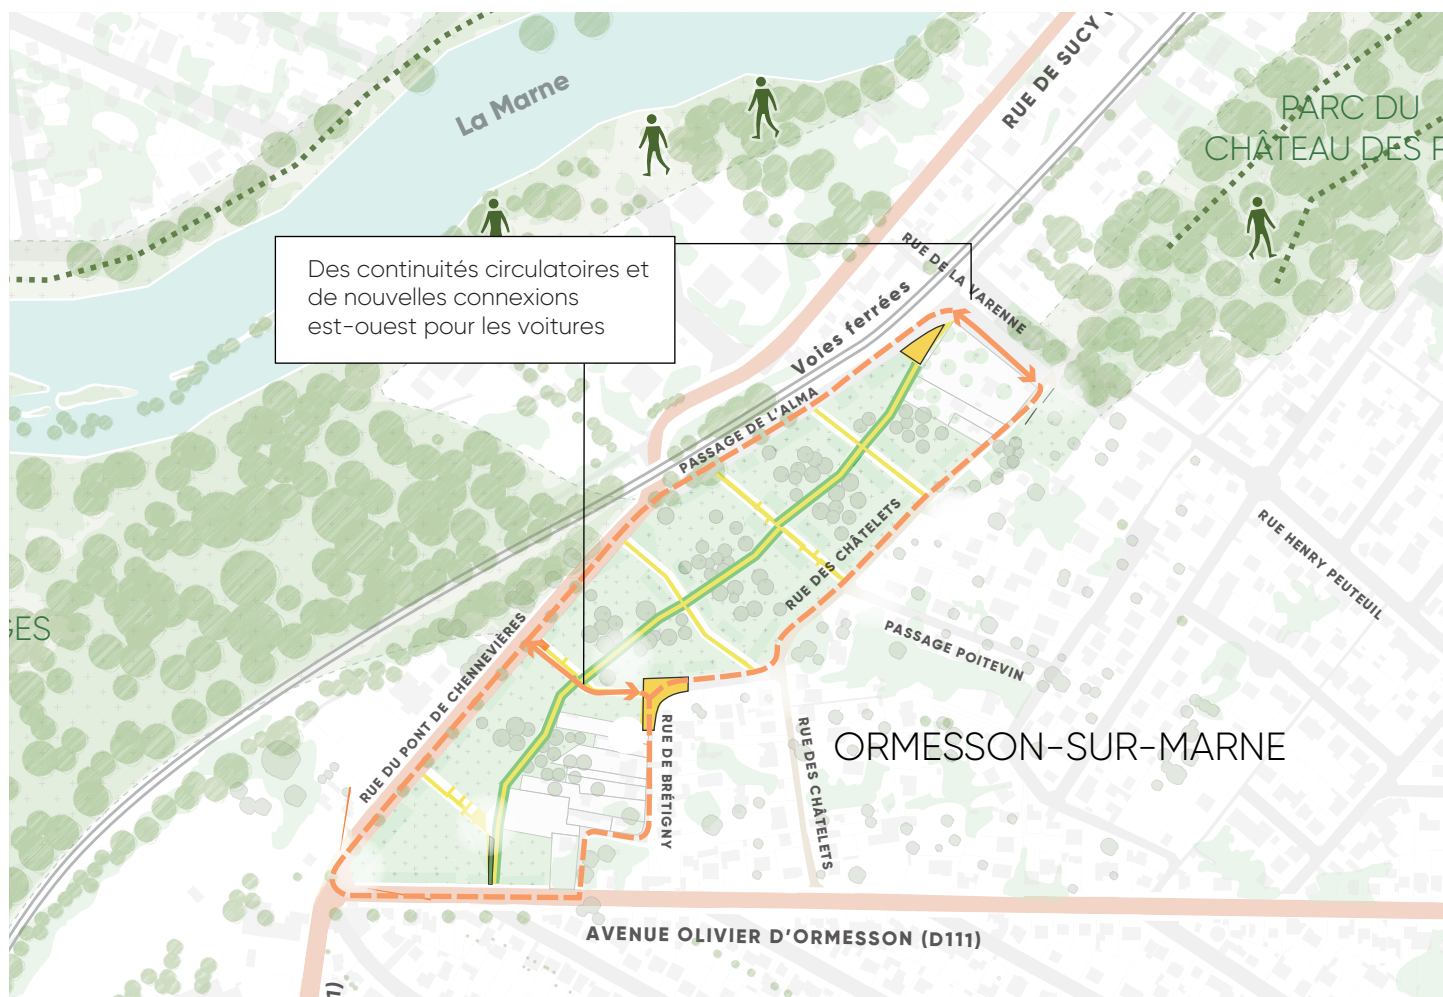 La Marne
RUE DE SUCY
PARC DU
CHÂTEAU DES
RUE DE LA VARENNE
Des continuités circulatoires et
de nouvelles connexions
est-ouest pour les voitures
Voies ferrées
PASSAGE DE L'ALMA
RUE DES CHÂTELETS
RUE HENRY PEUTEUIL
PASSAGE POITEVIN
GES
RUE DU PONT DE CHENNEVIÈRES
RUE DE BRÉTIGNY
RUE DES CHÂTELETS
ORMESSON-SUR-MARNE
AVENUE OLIVIER D'ORMESSON (D111)